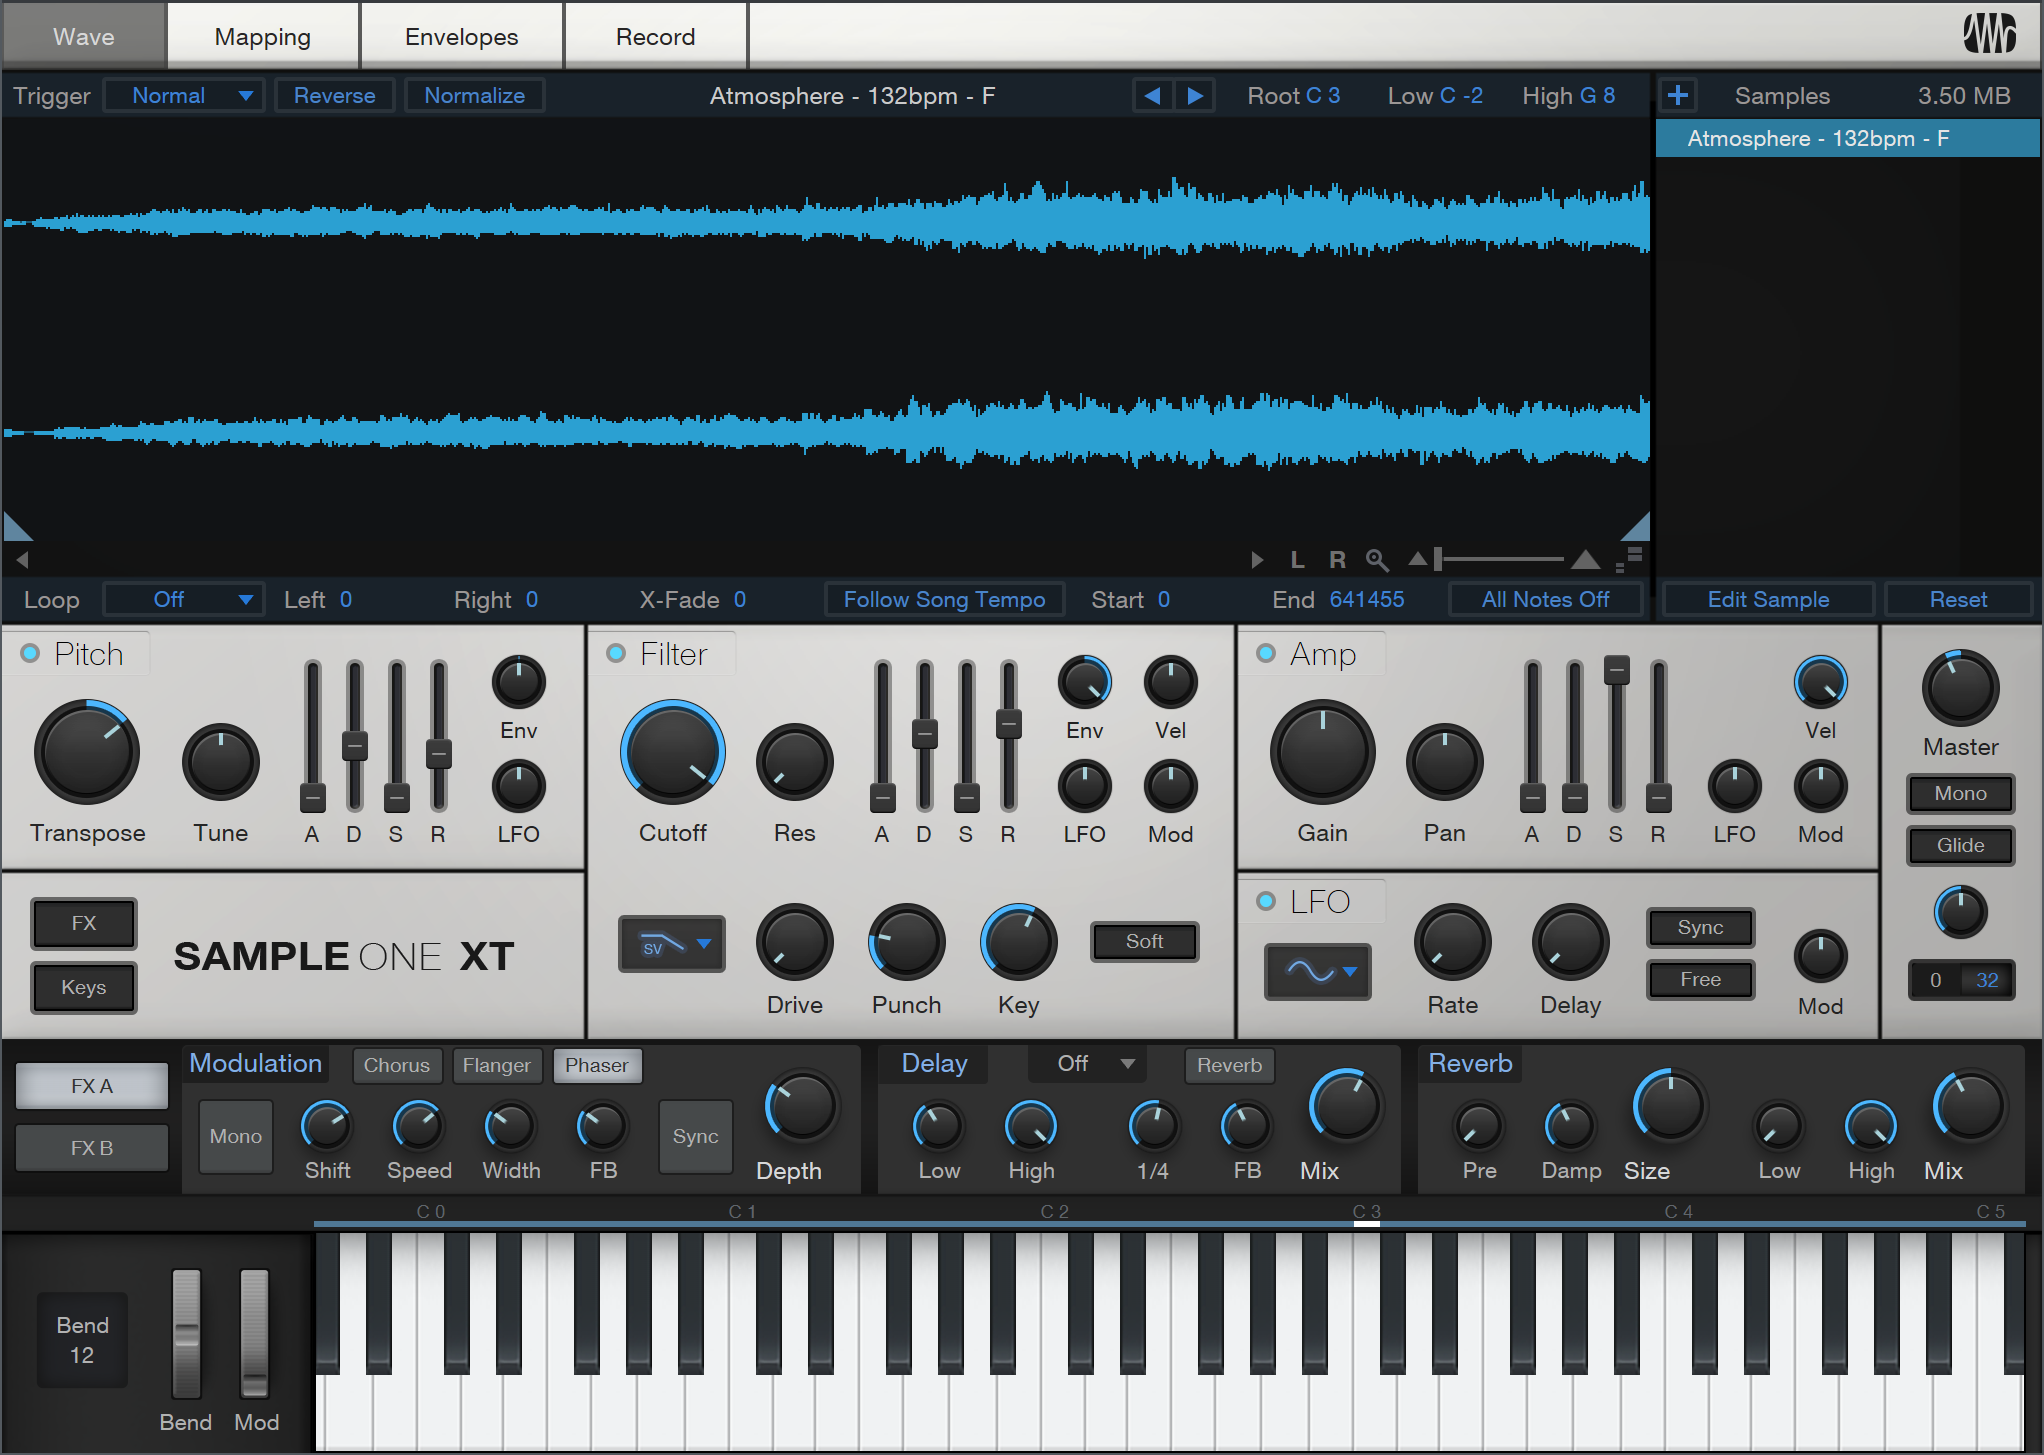 Wave Mapping Envelopes Record
Trigger Normal Reverse Normalize Atmosphere - 132bpm - F Root C 3 Low C -2 High G 8 Samples 3.50 MB
Atmosphere - 132bpm - F
L R
Loop Off Left 0 Right 0 X-Fade 0 Follow Song Tempo Start 0 End 641455 All Notes Off Edit Sample Reset
Pitch
Env
LFO
Transpose Tune A D S R
Filter
Env Vel
Cutoff Res A D S R LFO Mod
SV
Soft
Drive Punch Key
Amp
Vel
Gain Pan A D S R LFO Mod
Master
Mono
Glide
0 32
FX
Keys
SAMPLE ONE XT
LFO
Sync
Free
Rate Delay Mod
FX A
FX B
Modulation Chorus Flanger Phaser
Mono Sync
Shift Speed Width FB Depth
Delay Off Reverb
Low High 1/4 FB Mix
Reverb
Pre Damp Size Low High Mix
C 0 C 1 C 2 C 3 C 4 C 5
Bend
12
Bend Mod